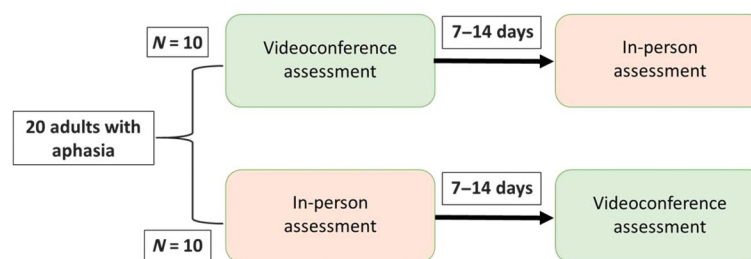 N = 10
Videoconference
assessment
7–14 days
In-person
assessment
20 adults with
aphasia
In-person
assessment
7–14 days
Videoconference
assessment
N = 10